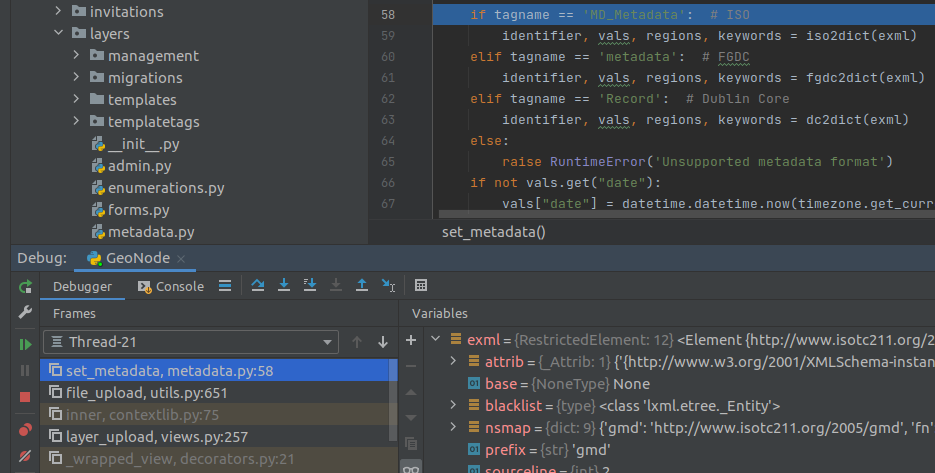 invitations
layers
management
migrations
templates
templatetags
__init__.py
admin.py
enumerations.py
forms.py
metadata.py
58 if tagname == 'MD_Metadata':  # ISO
59 identifier, vals, regions, keywords = iso2dict(exml)
60 elif tagname == 'metadata':  # FGDC
61 identifier, vals, regions, keywords = fgdc2dict(exml)
62 elif tagname == 'Record':  # Dublin Core
63 identifier, vals, regions, keywords = dc2dict(exml)
64 else:
65 raise RuntimeError('Unsupported metadata format')
66 if not vals.get("date"):
67 vals["date"] = datetime.datetime.now(timezone.get_curr
set_metadata()
Debug: GeoNode
Debugger Console
Frames
Thread-21
set_metadata, metadata.py:58
file_upload, utils.py:651
inner, contextlib.py:75
layer_upload, views.py:257
_wrapped_view, decorators.py:21
Variables
exml = {RestrictedElement: 12} <Element {http://www.isotc211.org/2
attrib = {_Attrib: 1} {'{http://www.w3.org/2001/XMLSchema-instan
base = {NoneType} None
blacklist = {type} <class 'lxml.etree._Entity'>
nsmap = {dict: 9} {'gmd': 'http://www.isotc211.org/2005/gmd', 'fn'
prefix = {str} 'gmd'
sourceline = {int} 2